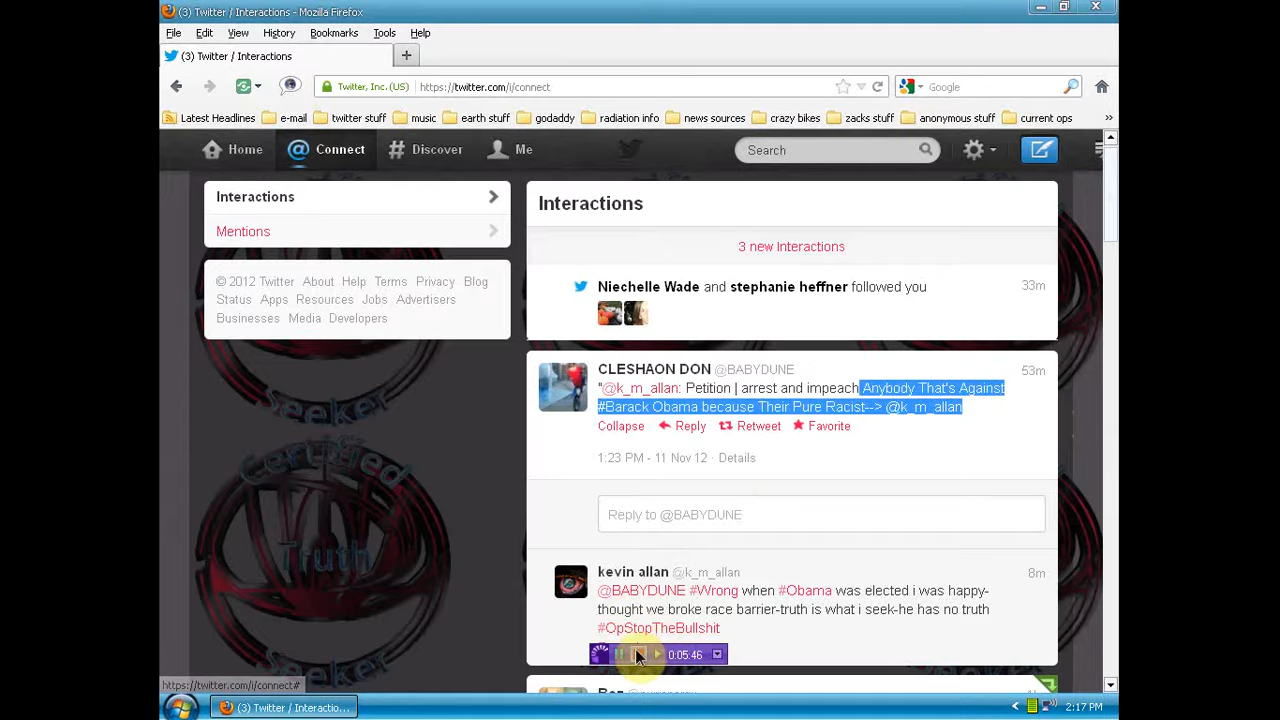 (3) Twitter / Interactions - Mozilla Firefox
File Edit View History Bookmarks Tools Help
(3) Twitter / Interactions
Twitter, Inc. (US) https://twitter.com/i/connect Google
Latest Headlines e-mail twitter stuff music earth stuff godaddy radiation info news sources crazy bikes zacks stuff anonymous stuff current ops
Home Connect Discover Me Search
Interactions
Mentions
© 2012 Twitter About Help Terms Privacy Blog
Status Apps Resources Jobs Advertisers
Businesses Media Developers
Interactions
3 new Interactions
Niechelle Wade and stephanie heffner followed you 33m
CLESHAON DON @BABYDUNE 53m
"@k_m_allan: Petition | arrest and impeach Anybody That's Against
#Barack Obama because Their Pure Racist--> @k_m_allan
Collapse Reply Retweet Favorite
1:23 PM - 11 Nov 12 · Details
Reply to @BABYDUNE
kevin allan @k_m_allan 8m
@BABYDUNE #Wrong when #Obama was elected i was happy-
thought we broke race barrier-truth is what i seek-he has no truth
#OpStopTheBullshit
0:05:46
Certified
Truth
Seeker
https://twitter.com/i/connect#
(3) Twitter / Interactio... 2:17 PM